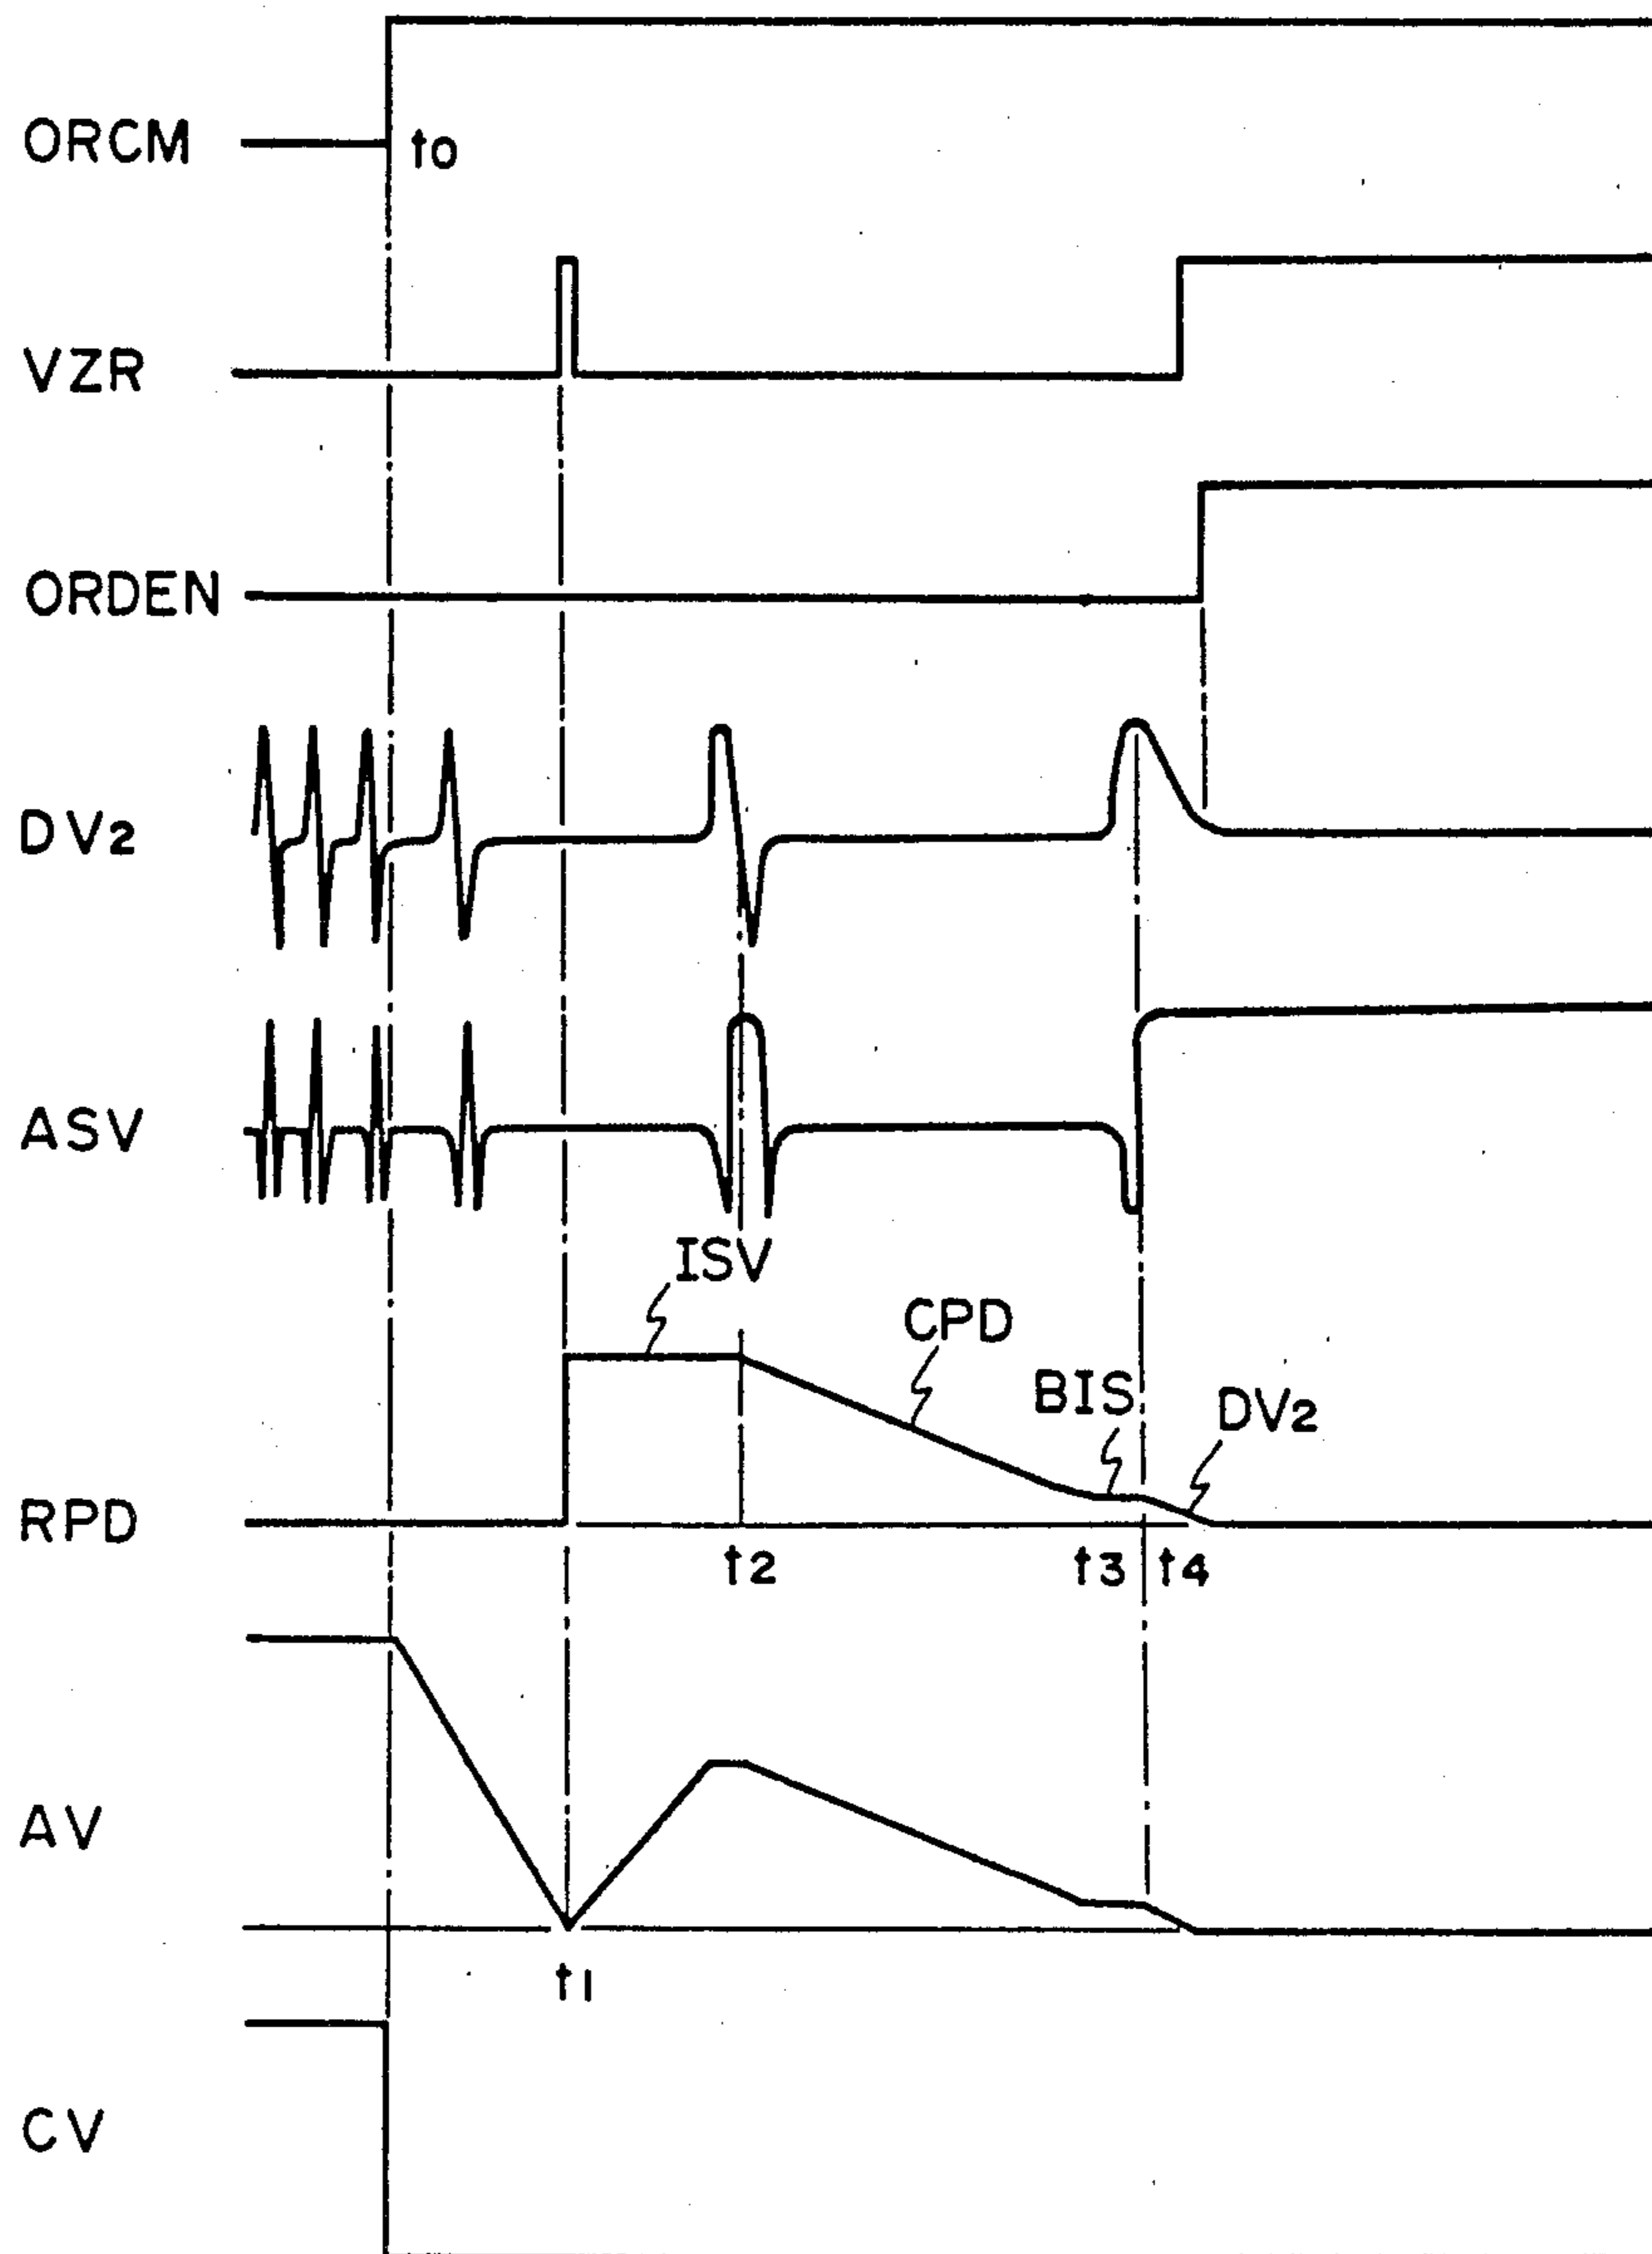 ORCM
to
VZR
ORDEN
DV2
ASV
ISV
CPD
BIS
DV2
RPD
t2
t3
t4
AV
t1
CV